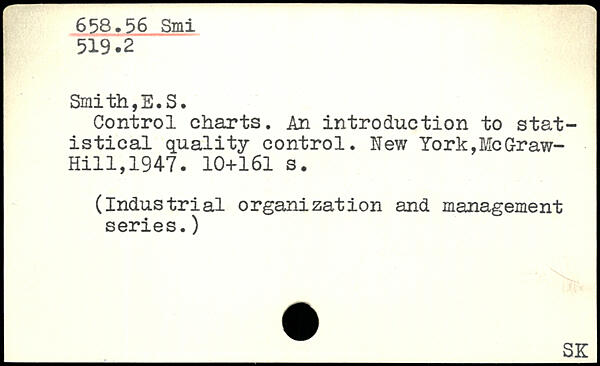 658.56 Smi
519.2
Smith,E.S.
Control charts. An introduction to stat-
istical quality control. New York,McGraw-
Hill,1947. 10+161 s.
(Industrial organization and management
series.)
SK